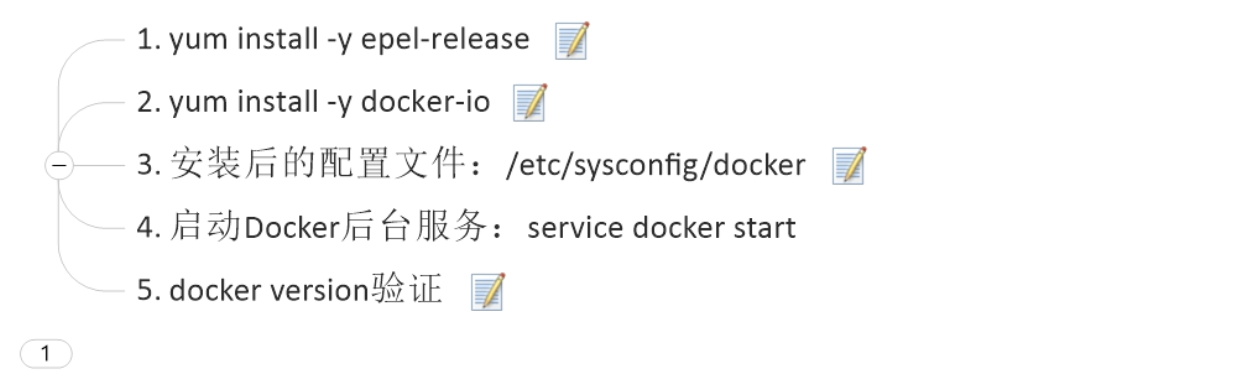 1. yum install -y epel-release
2. yum install -y docker-io
3. 安装后的配置文件：/etc/sysconfig/docker
4. 启动Docker后台服务：service docker start
5. docker version验证
1